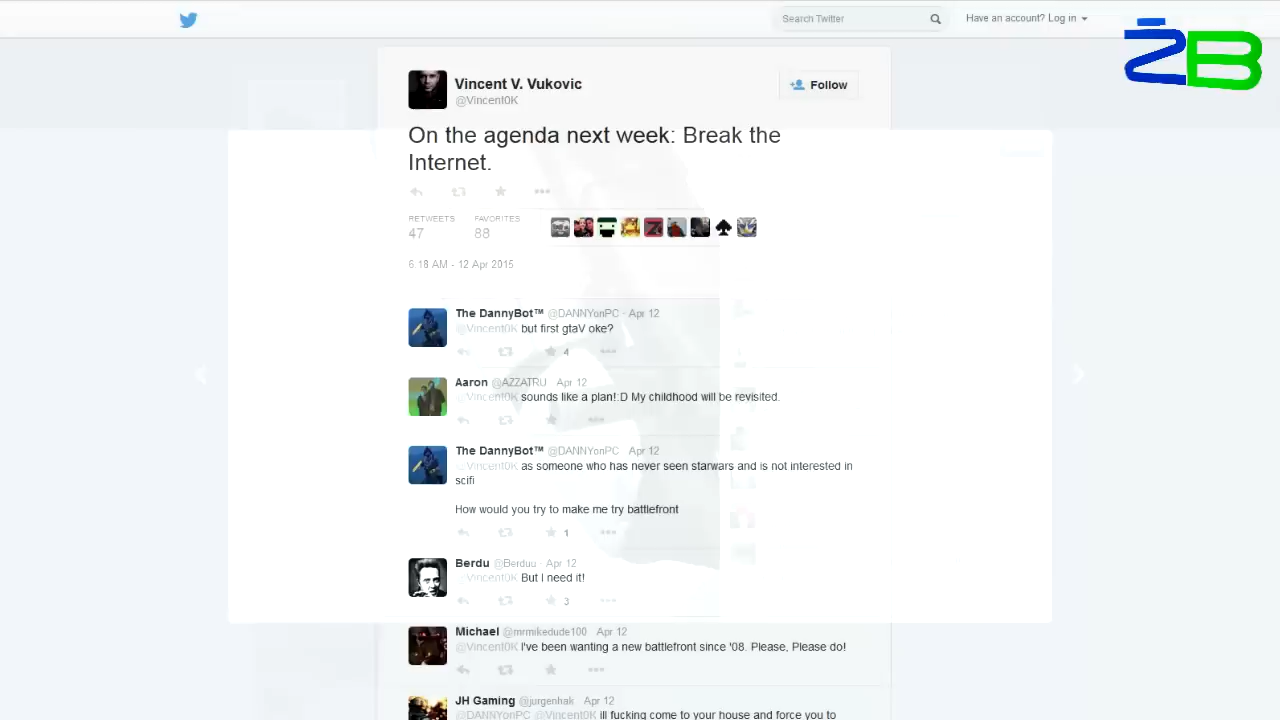 Search Twitter
Have an account? Log in
ŽB
Vincent V. Vukovic
@Vincent0K
Follow
On the agenda next week: Break the
Internet.
RETWEETS FAVORITES
47 88
6:18 AM - 12 Apr 2015
The DannyBot™ @DANNYonPC · Apr 12
@Vincent0K but first gtaV oke?
4
Aaron @AZZATRU Apr 12
@Vincent0K sounds like a plan!:D My childhood will be revisited.
The DannyBot™ @DANNYonPC Apr 12
@Vincent0K as someone who has never seen starwars and is not interested in
scifi
How would you try to make me try battlefront
1
Berdu @Berduu · Apr 12
@Vincent0K But I need it!
3
Michael @mrmikedude100 Apr 12
@Vincent0K I've been wanting a new battlefront since '08. Please, Please do!
JH Gaming @jurgenhak Apr 12
@DANNYonPC @Vincent0K ill fucking come to your house and force you to